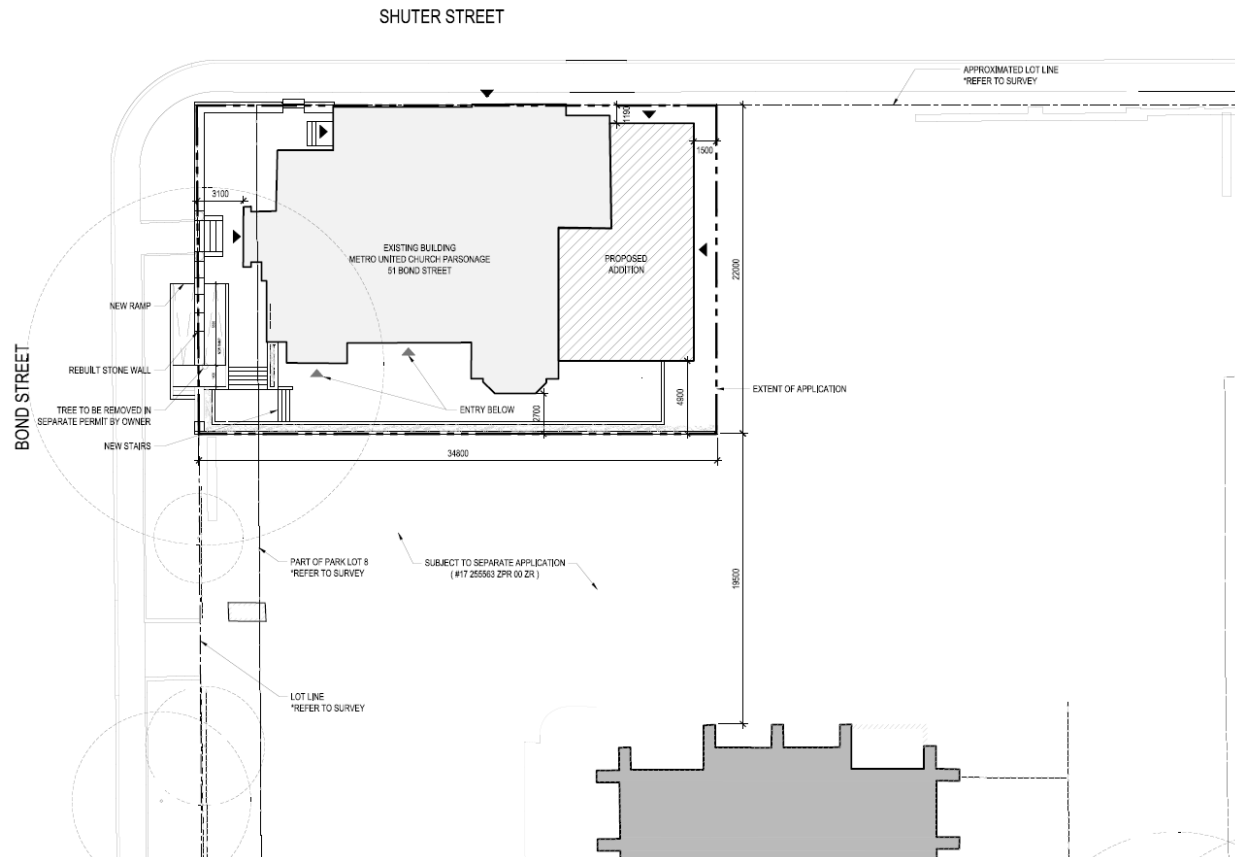 SHUTER STREET
APPROXIMATED LOT LINE
*REFER TO SURVEY
1190
1500
3100
EXISTING BUILDING
METRO UNITED CHURCH PARSONAGE
51 BOND STREET
PROPOSED
ADDITION
22000
NEW RAMP
REBUILT STONE WALL
BOND STREET
TREE TO BE REMOVED IN
SEPARATE PERMIT BY OWNER
NEW STAIRS
ENTRY BELOW
2700
4900
EXTENT OF APPLICATION
34800
PART OF PARK LOT 8
*REFER TO SURVEY
SUBJECT TO SEPARATE APPLICATION
( #17 255563 ZPR 00 ZR )
19500
LOT LINE
*REFER TO SURVEY